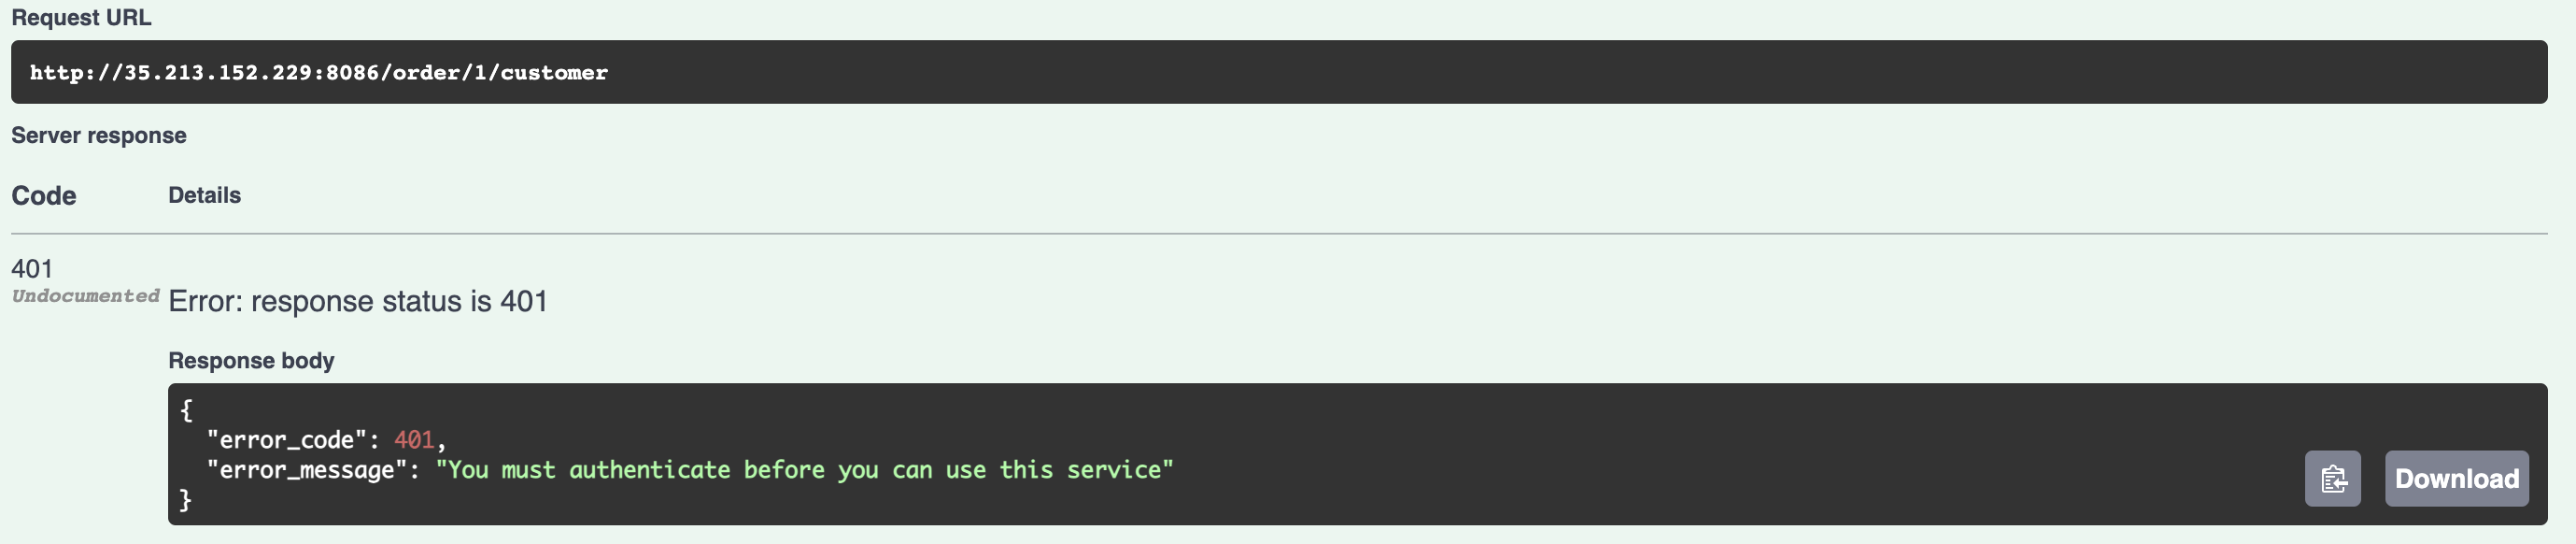 Request URL
http://35.213.152.229:8086/order/1/customer
Server response
Code Details
401
Undocumented Error: response status is 401
Response body
{
"error_code": 401,
"error_message": "You must authenticate before you can use this service"
}
Download